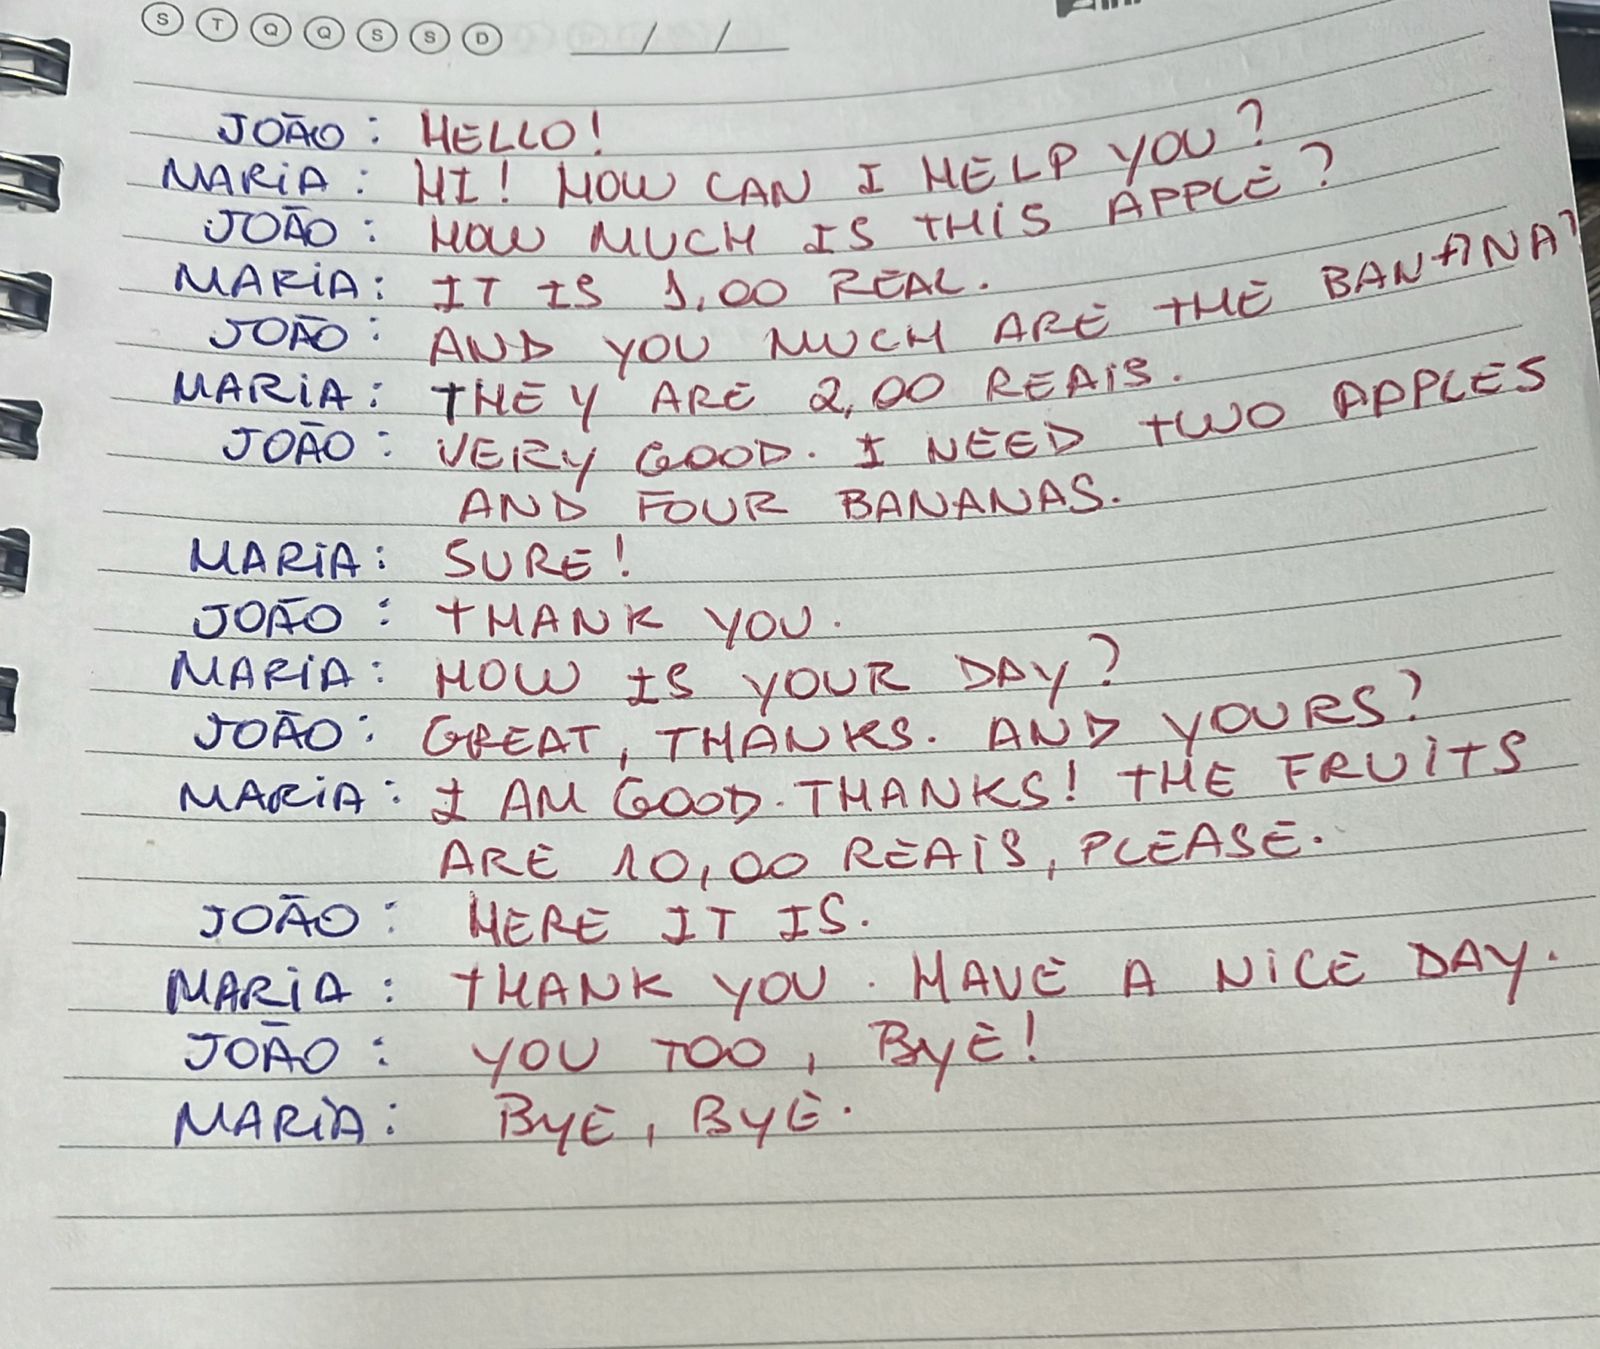 S T Q Q S S D / /
JOÃO: HELLO!
MARIA: HI! HOW CAN I HELP YOU?
JOÃO: HOW MUCH IS THIS APPLE?
MARIA: IT IS 1,00 REAL.
JOÃO: AND YOU MUCH ARE THE BANANA?
MARIA: THEY ARE 2,00 REAIS.
JOÃO: VERY GOOD. I NEED TWO APPLES
AND FOUR BANANAS.
MARIA: SURE!
JOÃO: THANK YOU.
MARIA: HOW IS YOUR DAY?
JOÃO: GREAT, THANKS. AND YOURS?
MARIA: I AM GOOD. THANKS! THE FRUITS
ARE 10,00 REAIS, PLEASE.
JOÃO: HERE IT IS.
MARIA: THANK YOU. HAVE A NICE DAY.
JOÃO: YOU TOO, BYE!
MARIA: BYE, BYE.